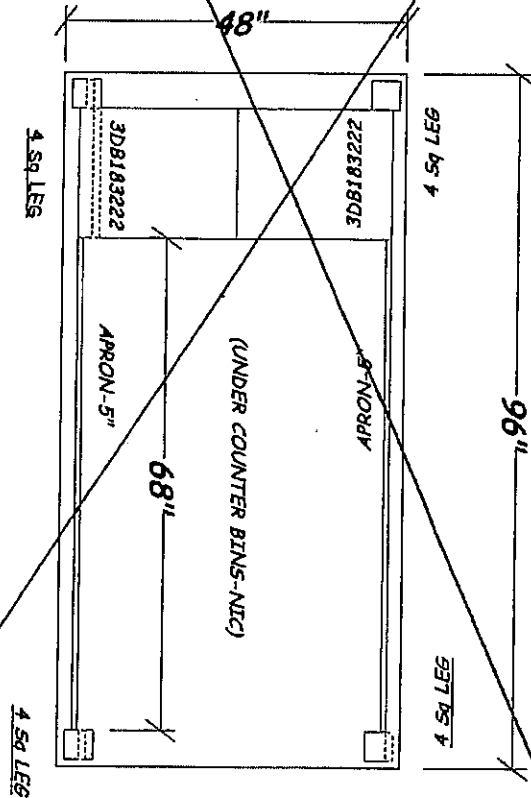 48"
4 Sq LEG
4 Sq LEG
3DB183222
3DB183222
APRON-5"
APRON-5"
(UNDER COUNTER BINS-NIC)
68"
96"
4 Sq LEG
4 Sq LEG